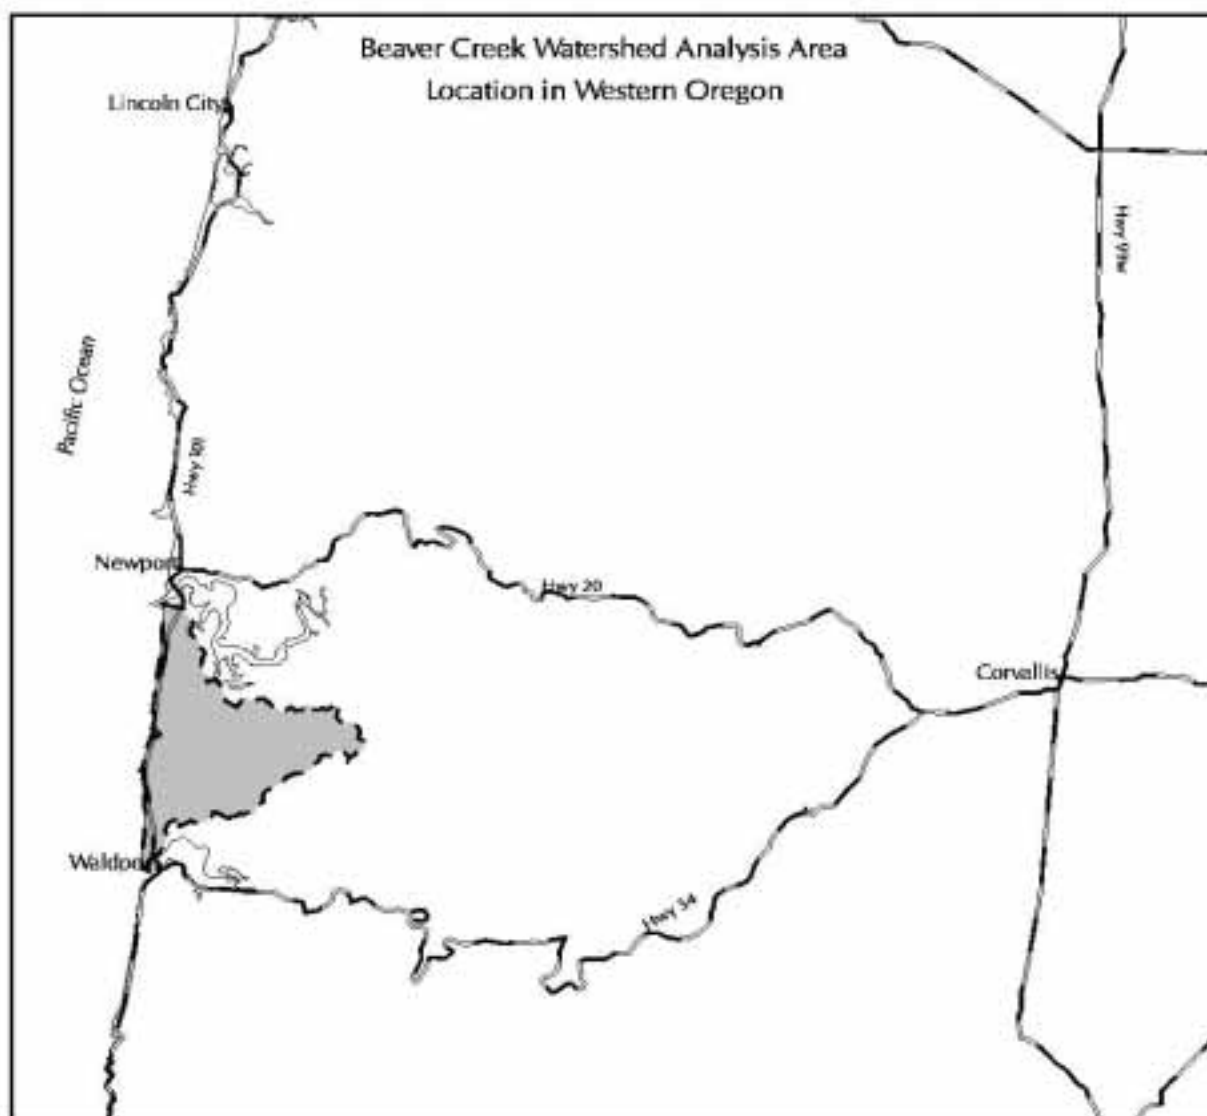 Beaver Creek Watershed Analysis Area
Location in Western Oregon
Lincoln City
Hwy 99w
Pacific Ocean
Hwy 101
Newport
Hwy 20
Corvallis
Waldport
Hwy 34